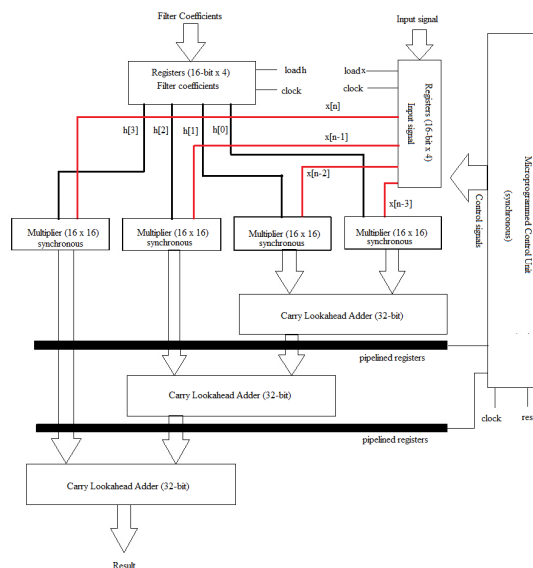 Filter Coefficients
Input signal
Registers (16-bit x 4)
Filter coefficients
load h
clock
load x
clock
Registers (16-bit x 4)
Input signal
x[n]
h[3]
h[2]
h[1]
h[0]
x[n-1]
x[n-2]
x[n-3]
Control signals
Microprogrammed Control Unit
(synchronous)
Multiplier (16 x 16)
synchronous
Multiplier (16 x 16)
synchronous
Multiplier (16 x 16)
synchronous
Multiplier (16 x 16)
synchronous
Carry Lookahead Adder (32-bit)
pipelined registers
Carry Lookahead Adder (32-bit)
clock
res
pipelined registers
Carry Lookahead Adder (32-bit)
Result